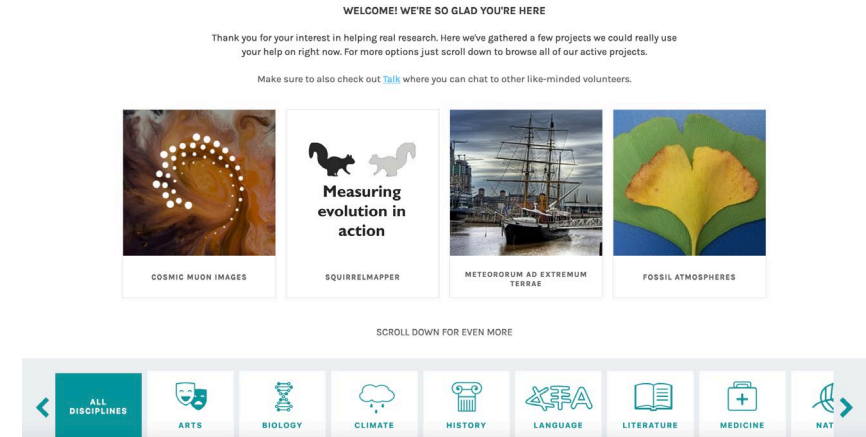 WELCOME! WE'RE SO GLAD YOU'RE HERE
Thank you for your interest in helping real research. Here we've gathered a few projects we could really use
your help on right now. For more options just scroll down to browse all of our active projects.
Make sure to also check out Talk where you can chat to other like-minded volunteers.
Measuring
evolution in
action
COSMIC MUON IMAGES
SQUIRRELMAPPER
METEORORUM AD EXTREMUM
TERRAE
FOSSIL ATMOSPHERES
SCROLL DOWN FOR EVEN MORE
ALL
DISCIPLINES
ARTS
BIOLOGY
CLIMATE
HISTORY
LANGUAGE
LITERATURE
MEDICINE
NAT